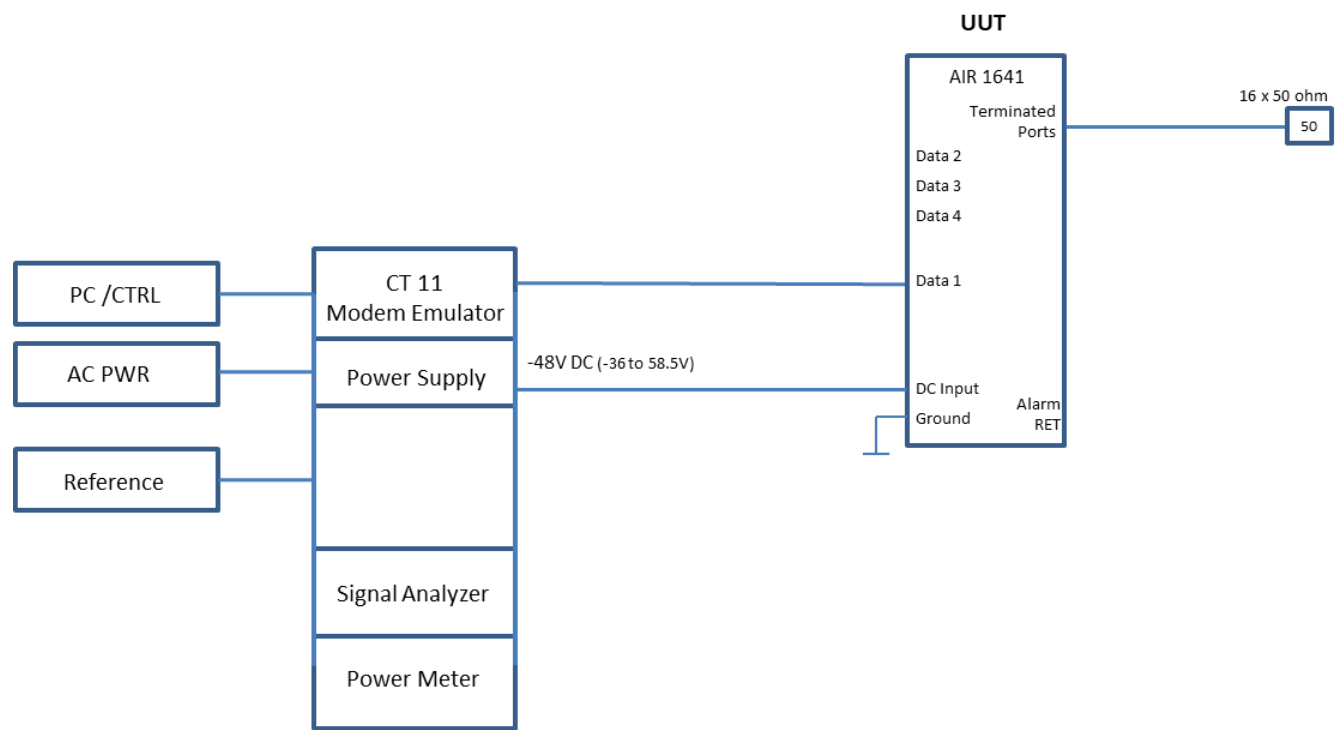 UUT
AIR 1641
Terminated
Ports
16 x 50 ohm
50
Data 2
Data 3
Data 4
Data 1
DC Input
Ground
Alarm
RET
PC /CTRL
AC PWR
Reference
CT 11
Modem Emulator
Power Supply
-48V DC (-36 to 58.5V)
Signal Analyzer
Power Meter